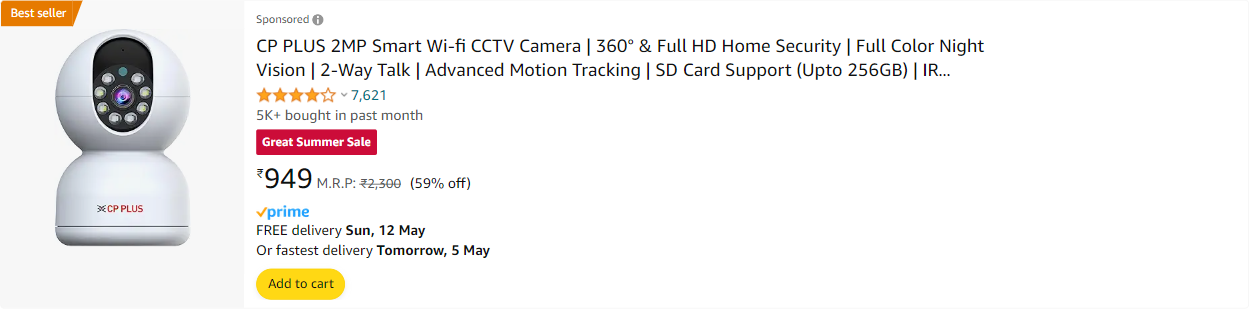 Best seller
CP PLUS
Sponsored
CP PLUS 2MP Smart Wi-fi CCTV Camera | 360° & Full HD Home Security | Full Color Night
Vision | 2-Way Talk | Advanced Motion Tracking | SD Card Support (Upto 256GB) | IR...
7,621
5K+ bought in past month
Great Summer Sale
₹949 M.R.P: ₹2,300 (59% off)
prime
FREE delivery Sun, 12 May
Or fastest delivery Tomorrow, 5 May
Add to cart